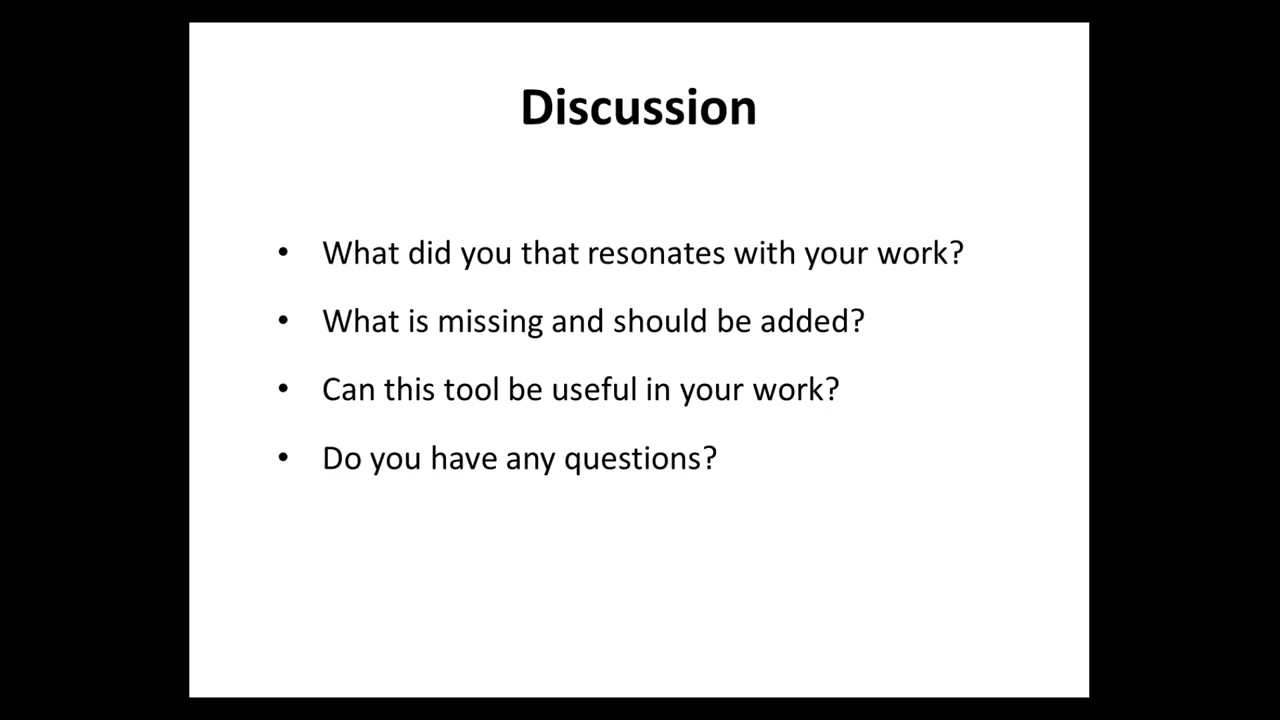 Discussion
• What did you that resonates with your work?
• What is missing and should be added?
• Can this tool be useful in your work?
• Do you have any questions?